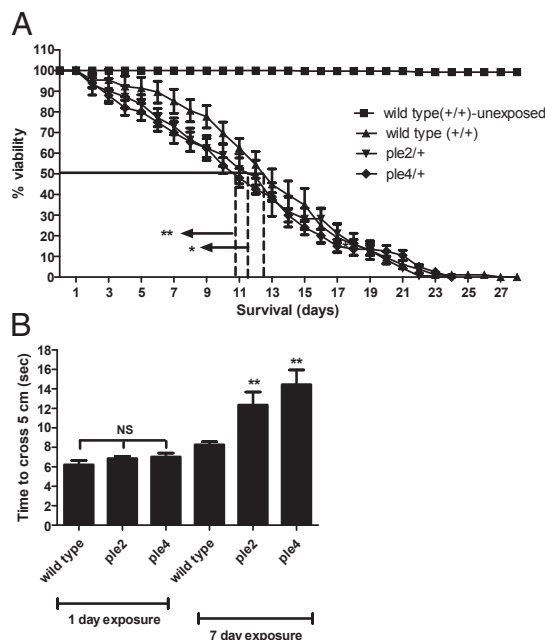 A
% viability
100
90
80
70
60
50
40
30
20
10
0
**
*
wild type(+/+)-unexposed
wild type (+/+)
ple2/+
ple4/+
1 3 5 7 9 11 13 15 17 19 21 23 25 27
Survival (days)
B
Time to cross 5 cm (sec)
18
16
14
12
10
8
6
4
2
0
NS
**
**
wild type
ple2
ple4
wild type
ple2
ple4
1 day exposure
7 day exposure